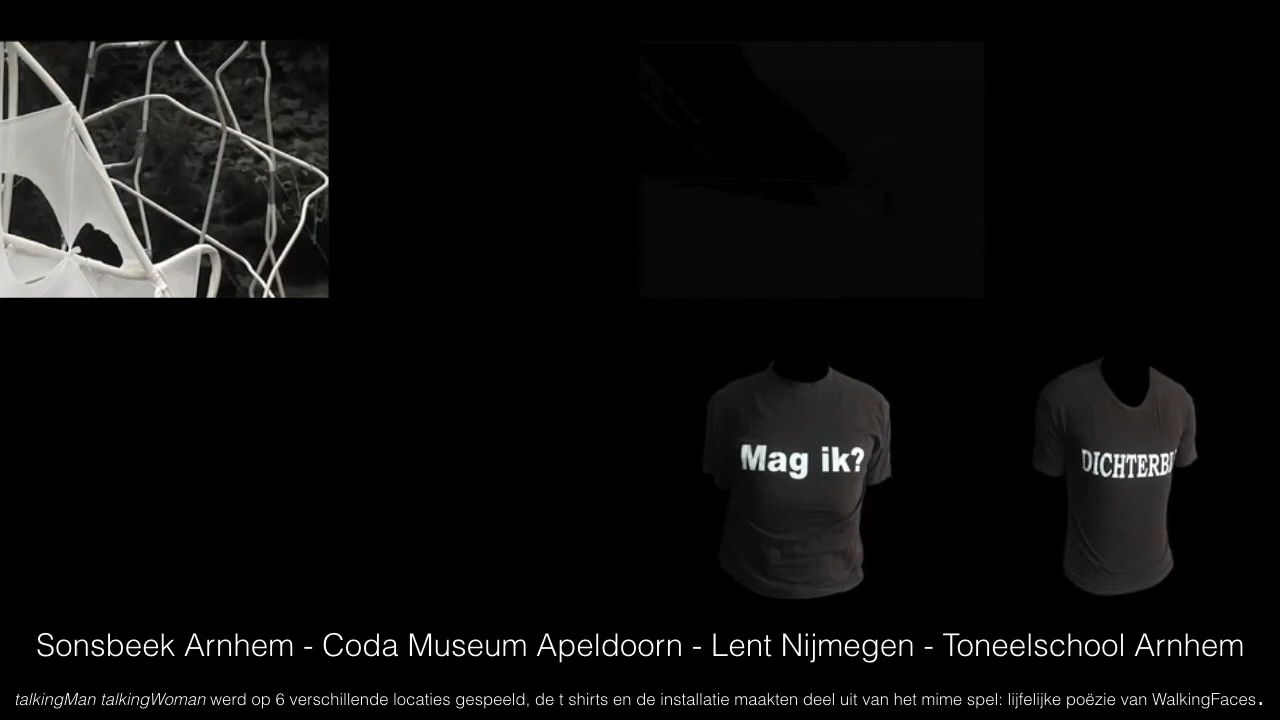 Mag ik?
DICHTERB
Sonsbeek Arnhem - Coda Museum Apeldoorn - Lent Nijmegen - Toneelschool Arnhem
talkingMan talkingWoman werd op 6 verschillende locaties gespeeld, de t shirts en de installatie maakten deel uit van het mime spel: lijfelijke poëzie van WalkingFaces.